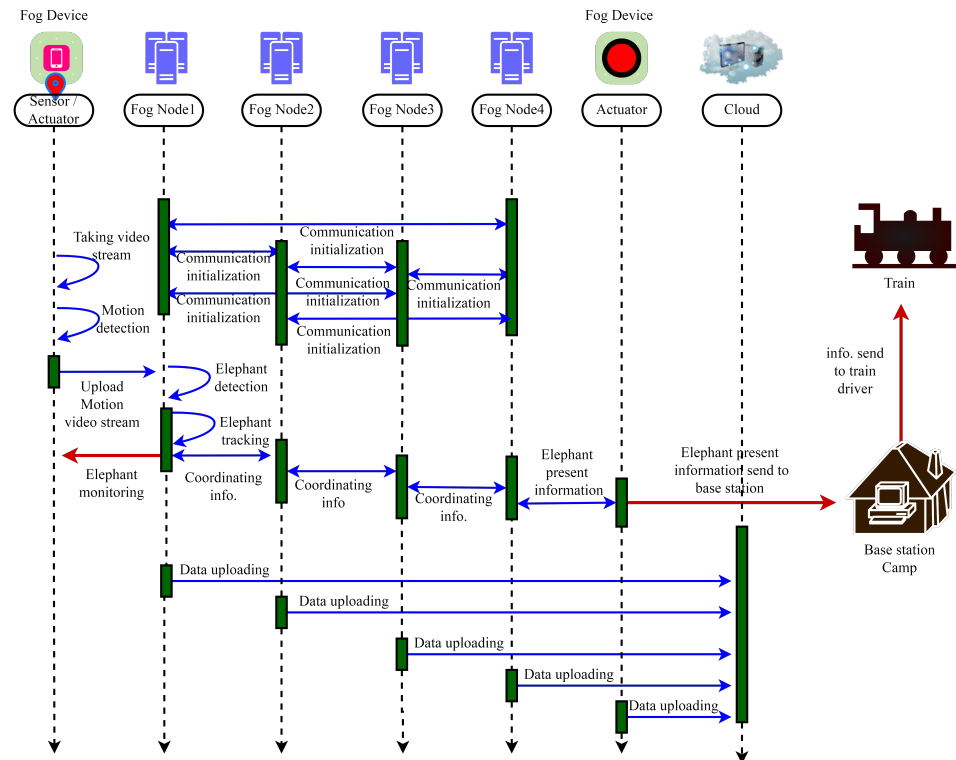 Fog Device
Fog Device
Sensor /
Actuator
Fog Node1
Fog Node2
Fog Node3
Fog Node4
Actuator
Cloud
Taking video
stream
Communication
initialization
Communication
initialization
Communication
initialization
Communication
initialization
Communication
initialization
Communication
initialization
Motion
detection
Train
Upload
Motion
video stream
Elephant
detection
info. send
to train
driver
Elephant
tracking
Elephant
monitoring
Coordinating
info.
Coordinating
info
Coordinating
info.
Elephant
present
information
Elephant present
information send to
base station
Base station
Camp
Data uploading
Data uploading
Data uploading
Data uploading
Data uploading